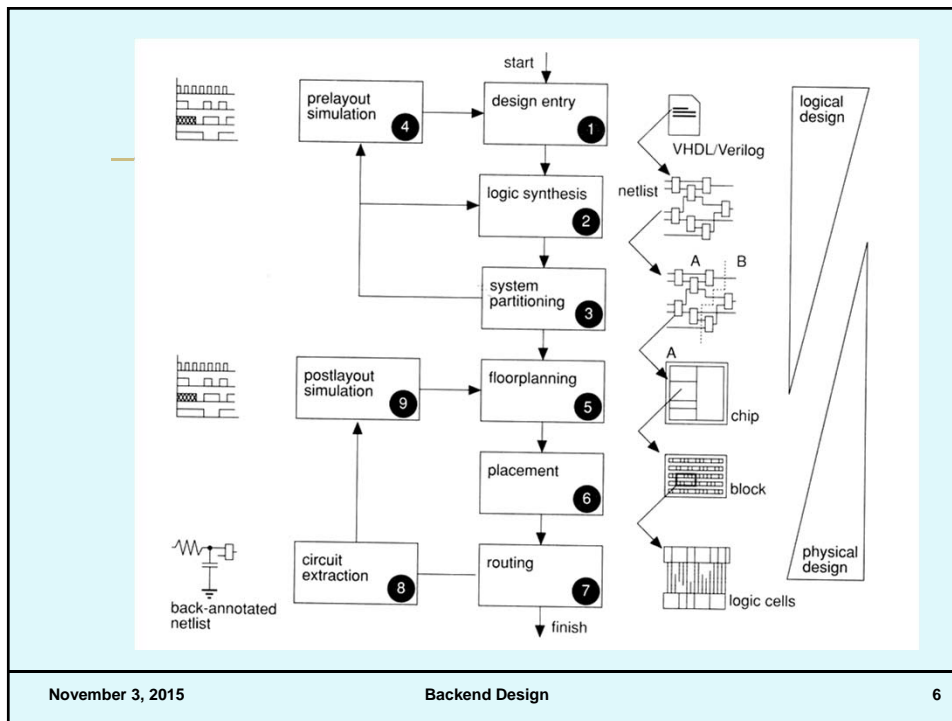 start
prelayout
simulation
4
design entry
1
logical
design
VHDL/Verilog
logic synthesis
2
netlist
system
partitioning
3
A B
postlayout
simulation
9
floorplanning
5
A
chip
placement
6
block
circuit
extraction
8
routing
7
physical
design
logic cells
back-annotated
netlist
finish
November 3, 2015
Backend Design
6